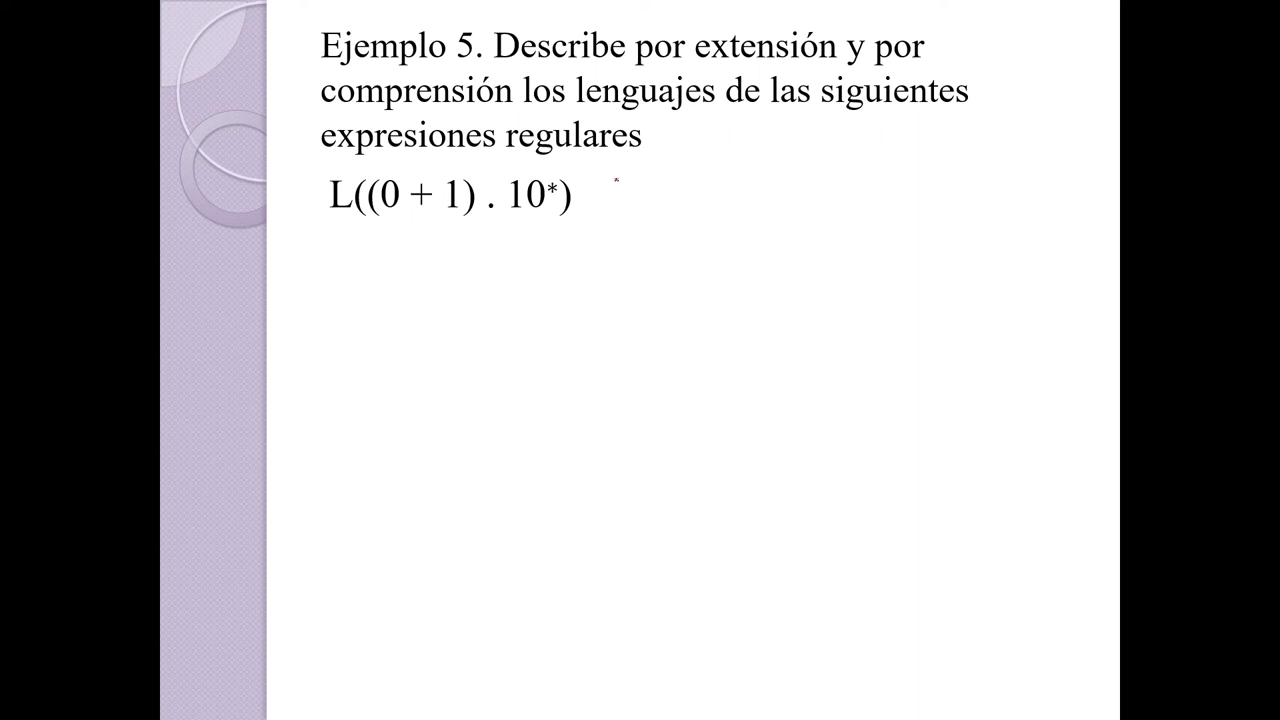 Ejemplo 5. Describe por extensión y por
comprensión los lenguajes de las siguientes
expresiones regulares
L((0 + 1) . 10*)